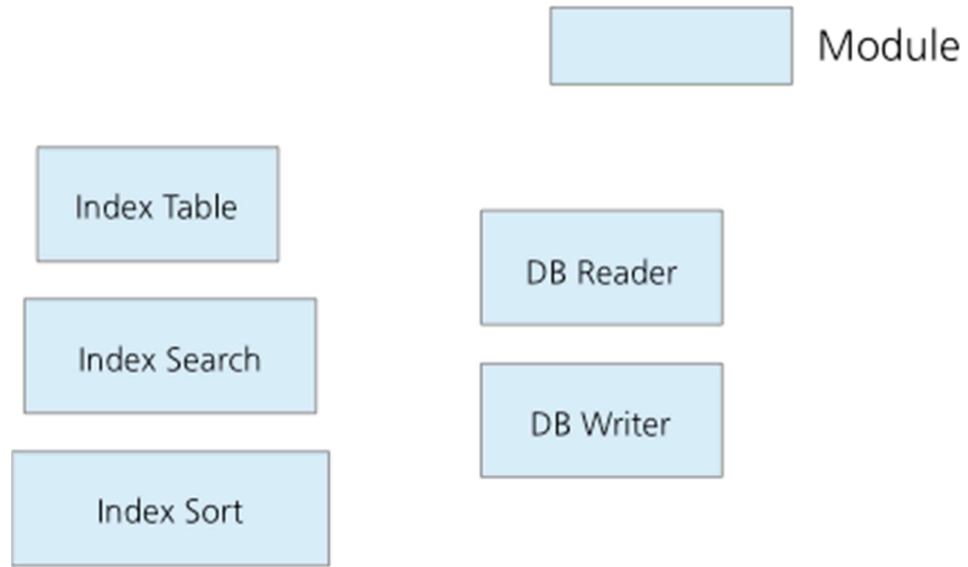 Module
Index Table
Index Search
Index Sort
DB Reader
DB Writer